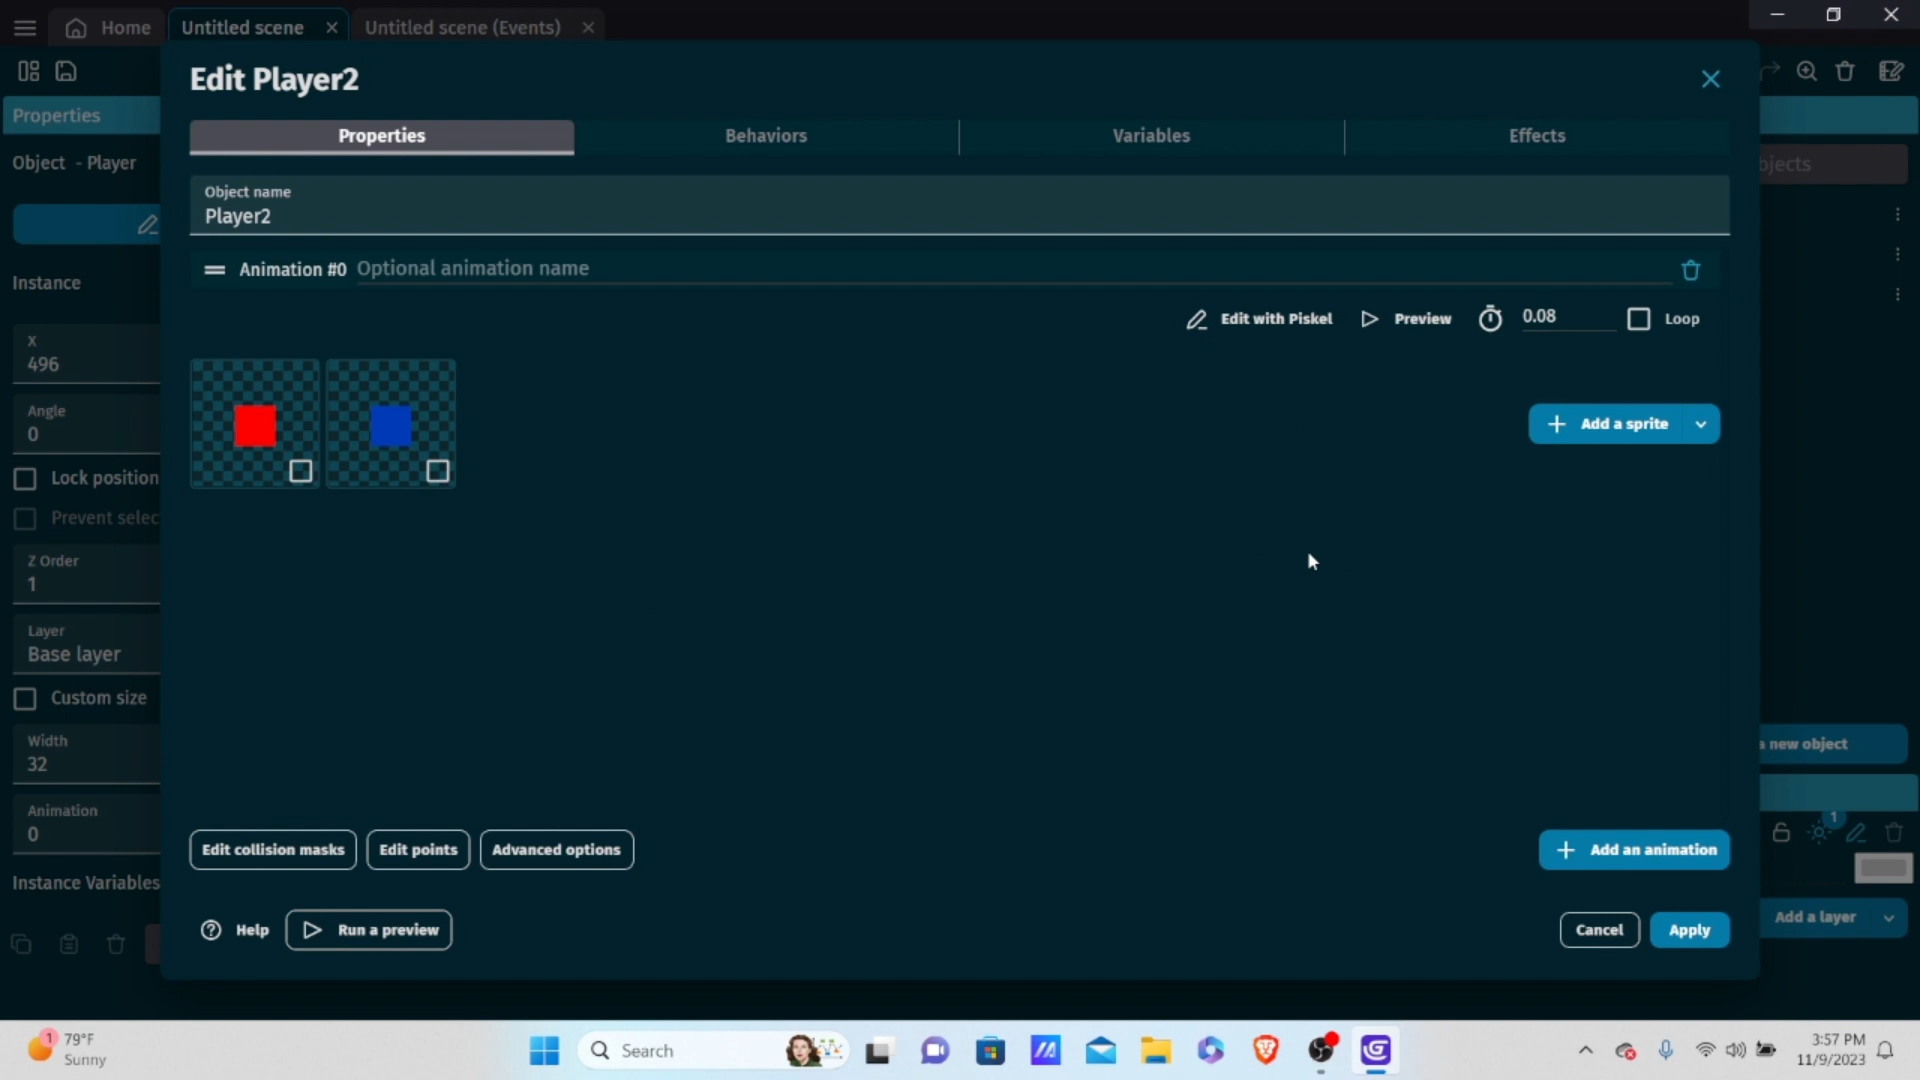 Home
Untitled scene
Untitled scene (Events)
Edit Player2
Properties
Properties
Behaviors
Variables
Effects
Object - Player
Object name
Player2
Animation #0
Optional animation name
Instance
Edit with Piskel
Preview
0.08
Loop
X
496
Angle
0
Add a sprite
Lock position
Prevent selec
Z Order
1
Layer
Base layer
Custom size
Width
32
a new object
Animation
0
1
Edit collision masks
Edit points
Advanced options
Add an animation
Instance Variables
Help
Run a preview
Cancel
Apply
Add a layer
1
79°F
Sunny
Search
3:57 PM
11/9/2023